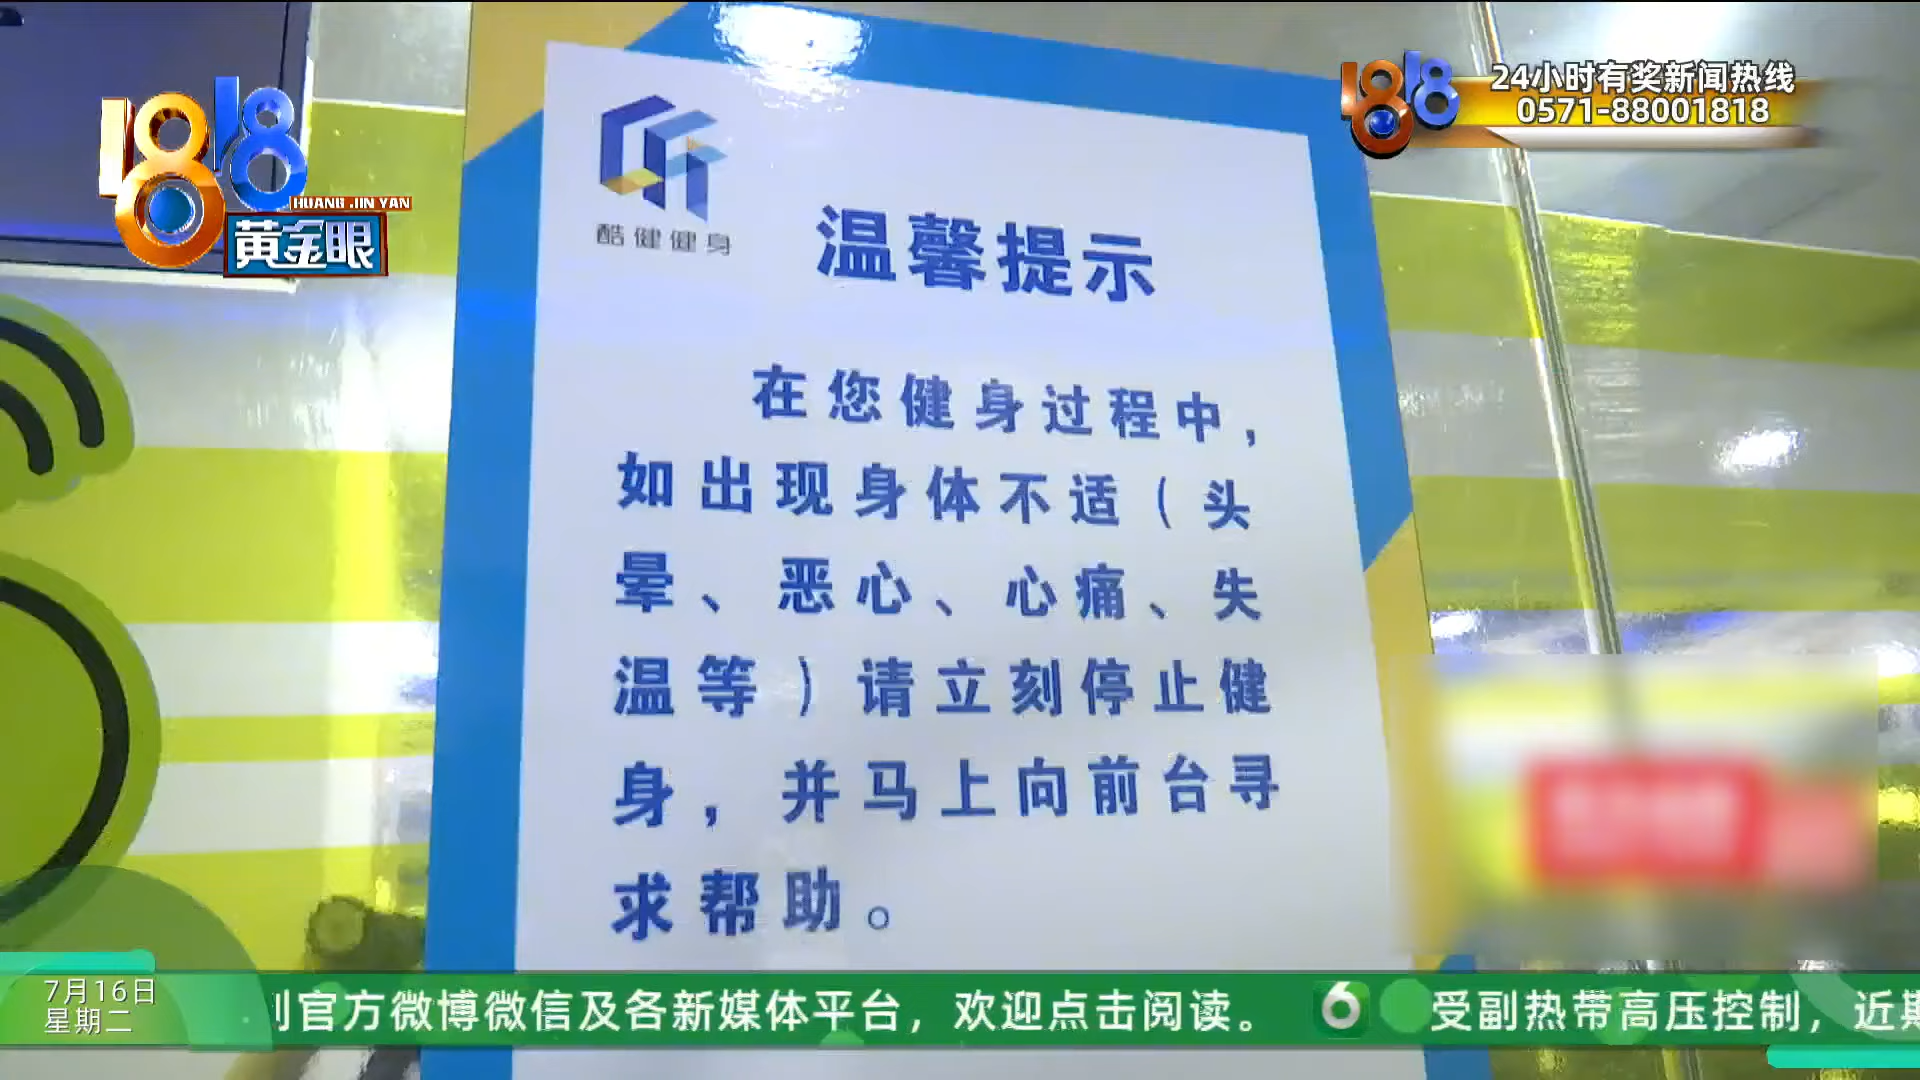 1818
HUANG JIN YAN
黄金眼
1818
24小时有奖新闻热线
0571-88001818
酷健健身
温馨提示
在您健身过程中，
如出现身体不适（头
晕、恶心、心痛、失
温等）请立刻停止健
身，并马上向前台寻
求帮助。
7月16日
星期二
官方微博微信及各新媒体平台，欢迎点击阅读。 6 受副热带高压控制，近